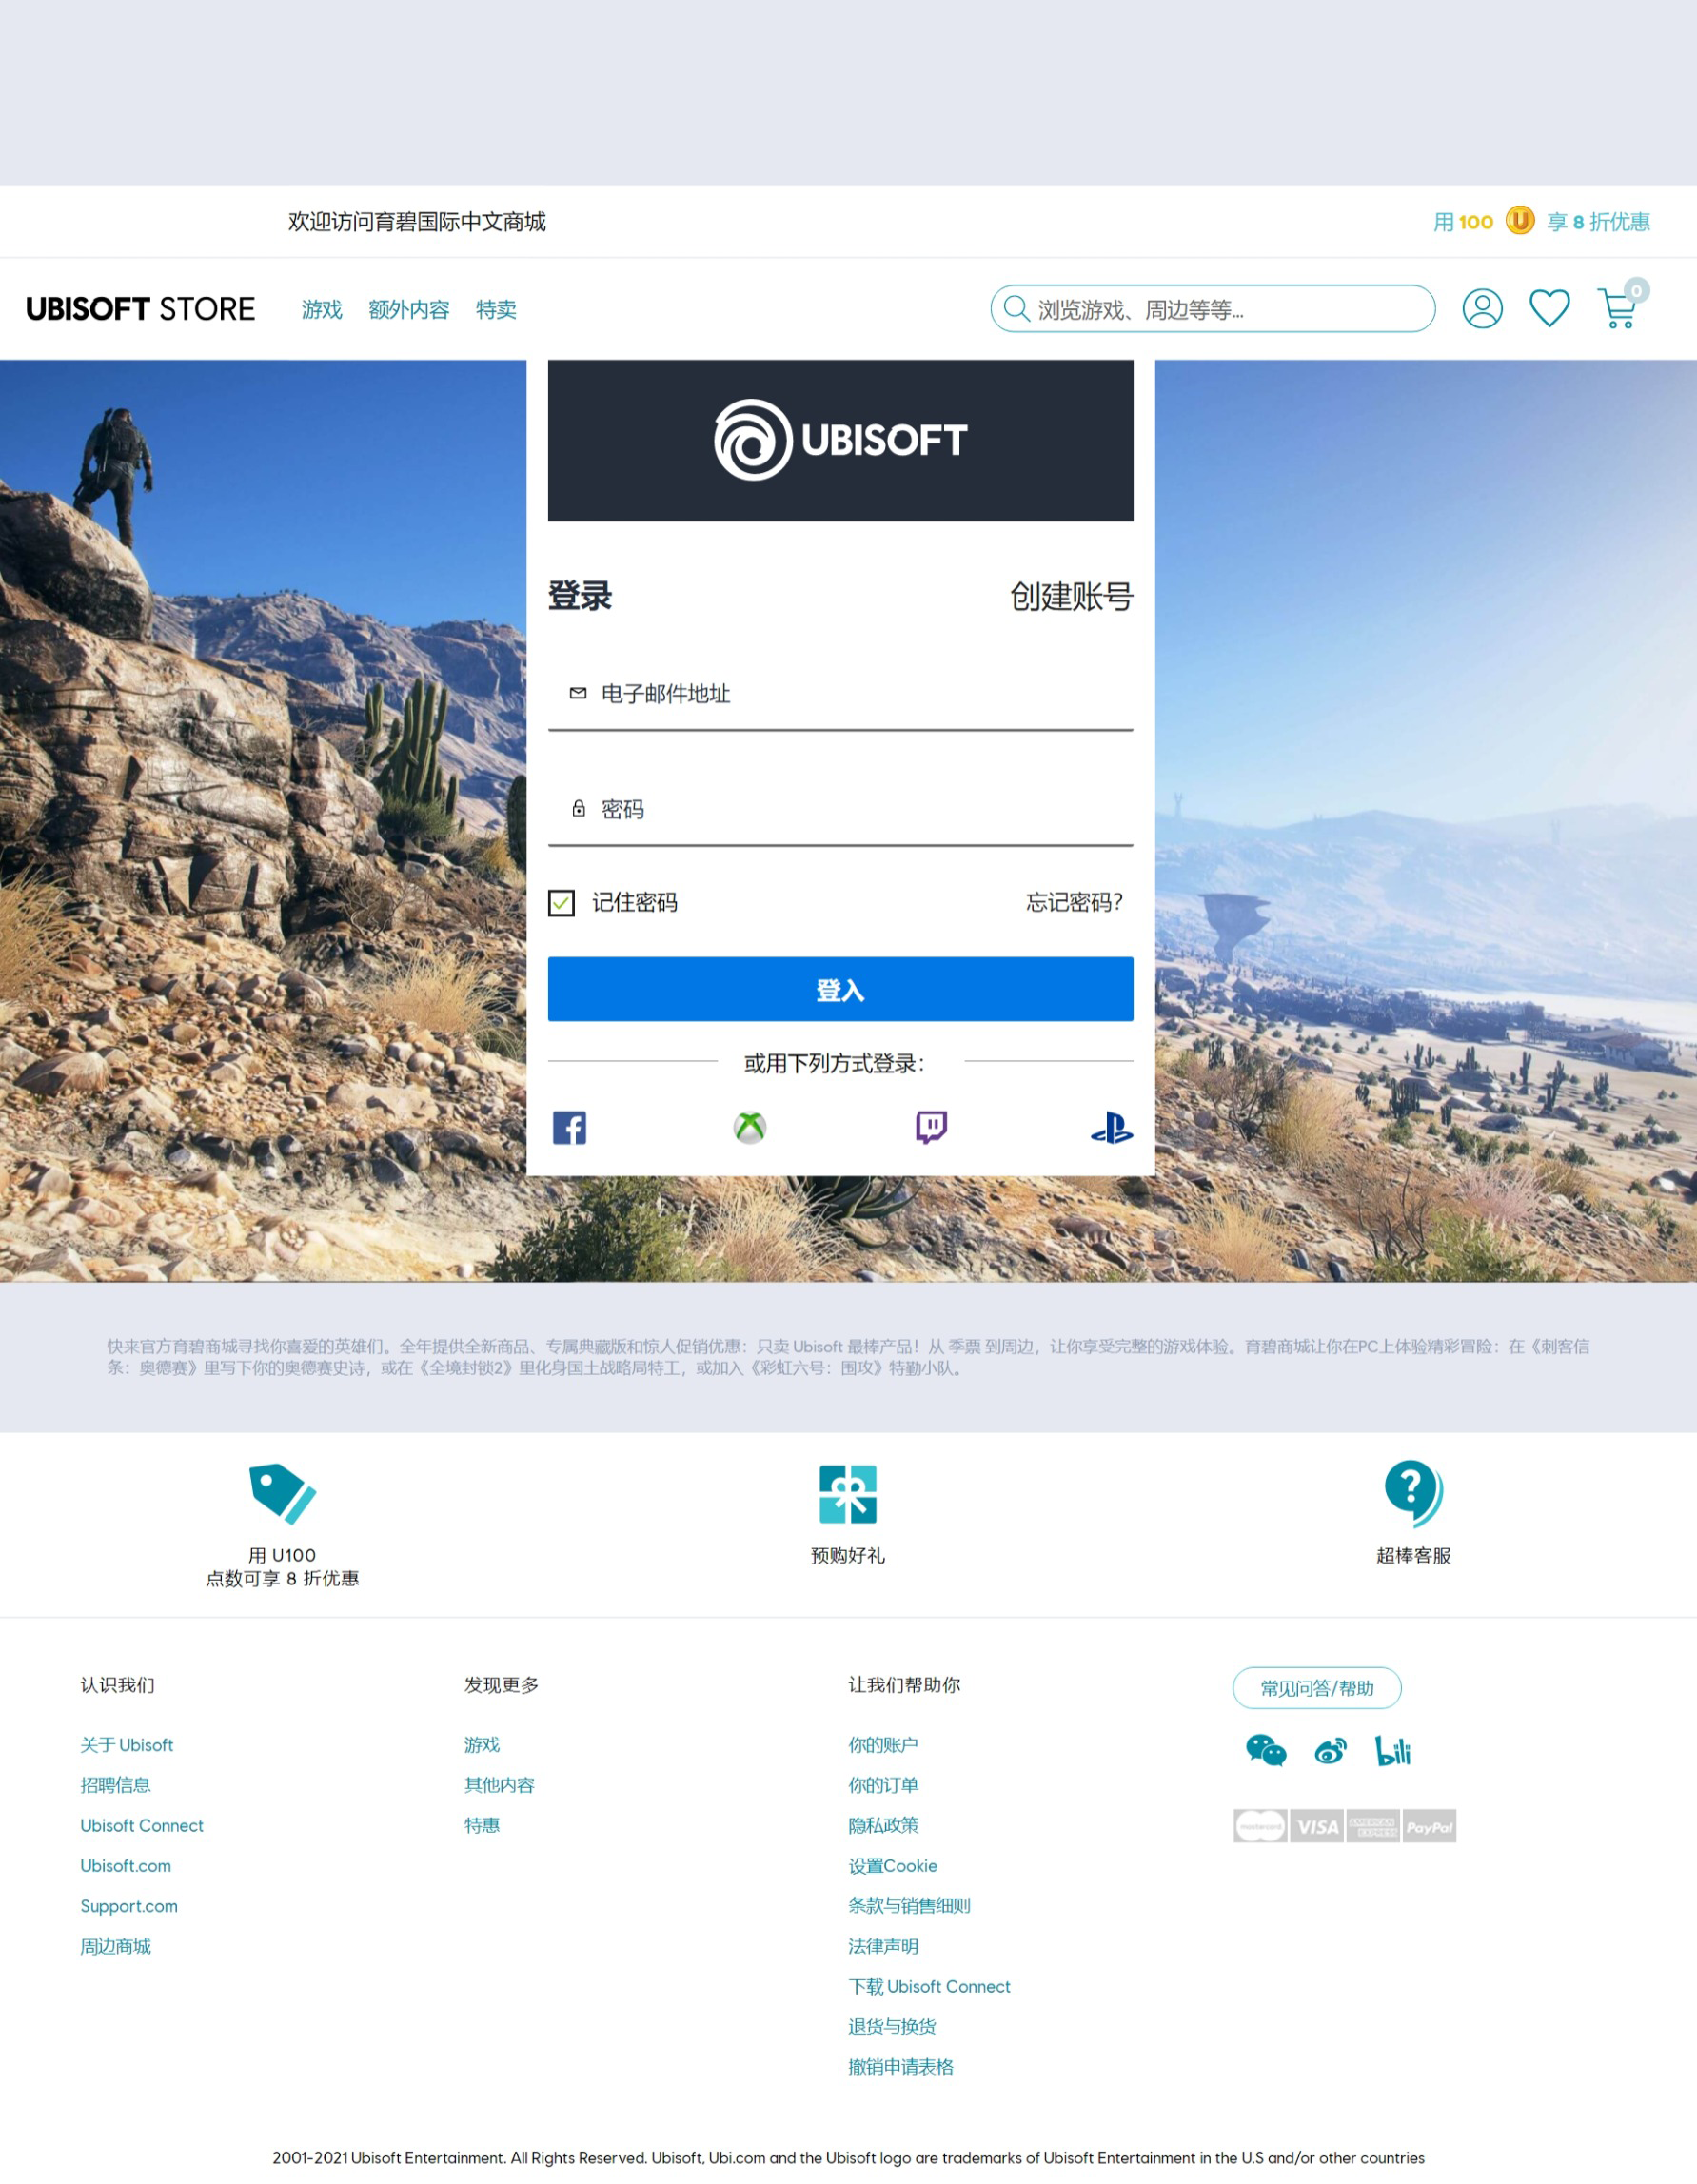 欢迎访问育碧国际中文商城
用 100 U 享 8 折优惠
UBISOFT STORE 游戏 额外内容 特卖 浏览游戏、周边等等... 0
UBISOFT
登录 创建账号
电子邮件地址
密码
记住密码 忘记密码?
登入
或用下列方式登录：
快来官方育碧商城寻找你喜爱的英雄们。全年提供全新商品、专属典藏版和惊人促销优惠：只卖 Ubisoft 最棒产品！从 季票 到周边，让你享受完整的游戏体验。育碧商城让你在PC上体验精彩冒险：在《刺客信
条：奥德赛》里写下你的奥德赛史诗，或在《全境封锁2》里化身国土战略局特工，或加入《彩虹六号：围攻》特勤小队。
用 U100
点数可享 8 折优惠
预购好礼
超棒客服
认识我们
关于 Ubisoft
招聘信息
Ubisoft Connect
Ubisoft.com
Support.com
周边商城
发现更多
游戏
其他内容
特惠
让我们帮助你
你的账户
你的订单
隐私政策
设置Cookie
条款与销售细则
法律声明
下载 Ubisoft Connect
退货与换货
撤销申请表格
常见问答/帮助
bili
mastercard VISA AMERICAN EXPRESS PayPal
2001-2021 Ubisoft Entertainment. All Rights Reserved. Ubisoft, Ubi.com and the Ubisoft logo are trademarks of Ubisoft Entertainment in the U.S and/or other countries